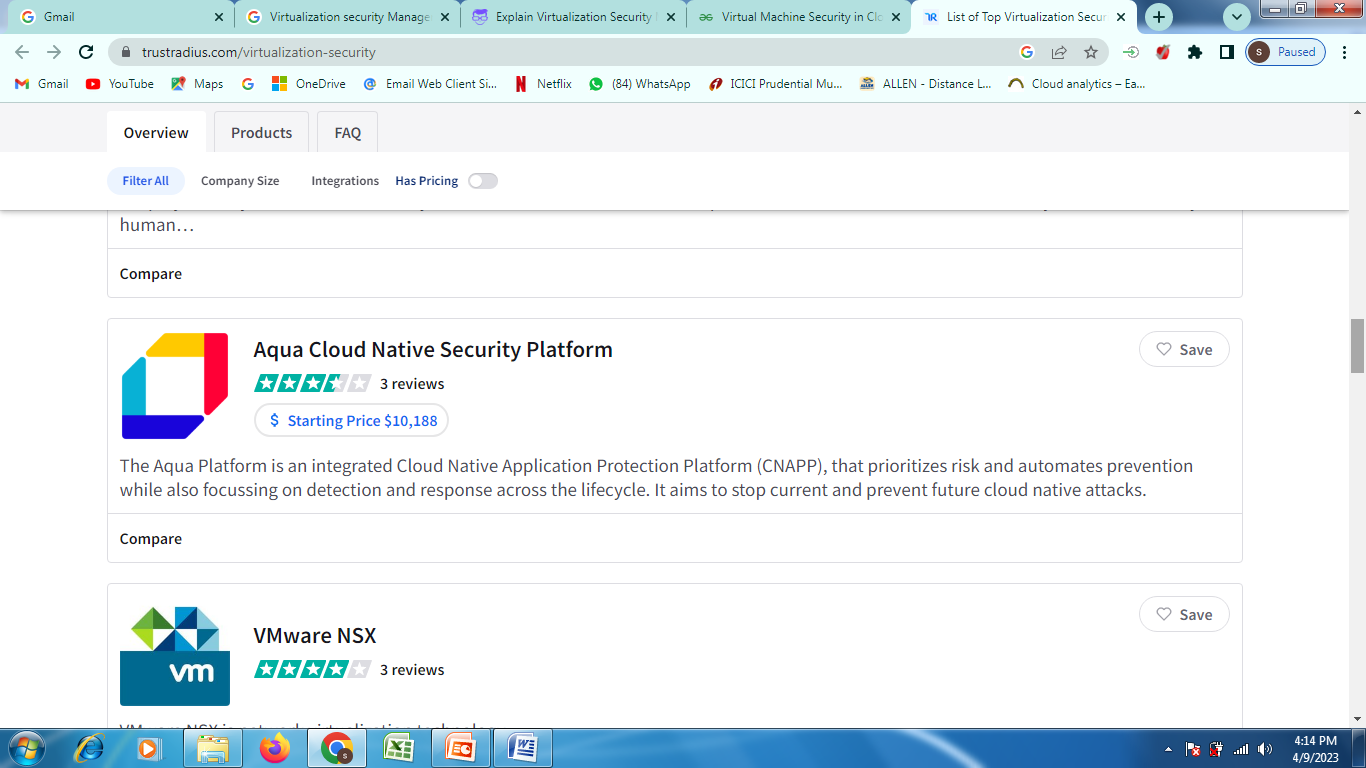 Gmail
Virtualization security Manage
Explain Virtualization Security
Virtual Machine Security in Clo
List of Top Virtualization Secur
trustradius.com/virtualization-security
S
Paused
Gmail
YouTube
Maps
OneDrive
Email Web Client Si...
Netflix
(84) WhatsApp
ICICI Prudential Mu...
ALLEN - Distance L...
Cloud analytics – Ea...
Overview
Products
FAQ
Filter All
Company Size
Integrations
Has Pricing
human…
Compare
Aqua Cloud Native Security Platform
Save
3 reviews
$ Starting Price $10,188
The Aqua Platform is an integrated Cloud Native Application Protection Platform (CNAPP), that prioritizes risk and automates prevention
while also focussing on detection and response across the lifecycle. It aims to stop current and prevent future cloud native attacks.
Compare
vm
VMware NSX
Save
3 reviews
4:14 PM
4/9/2023